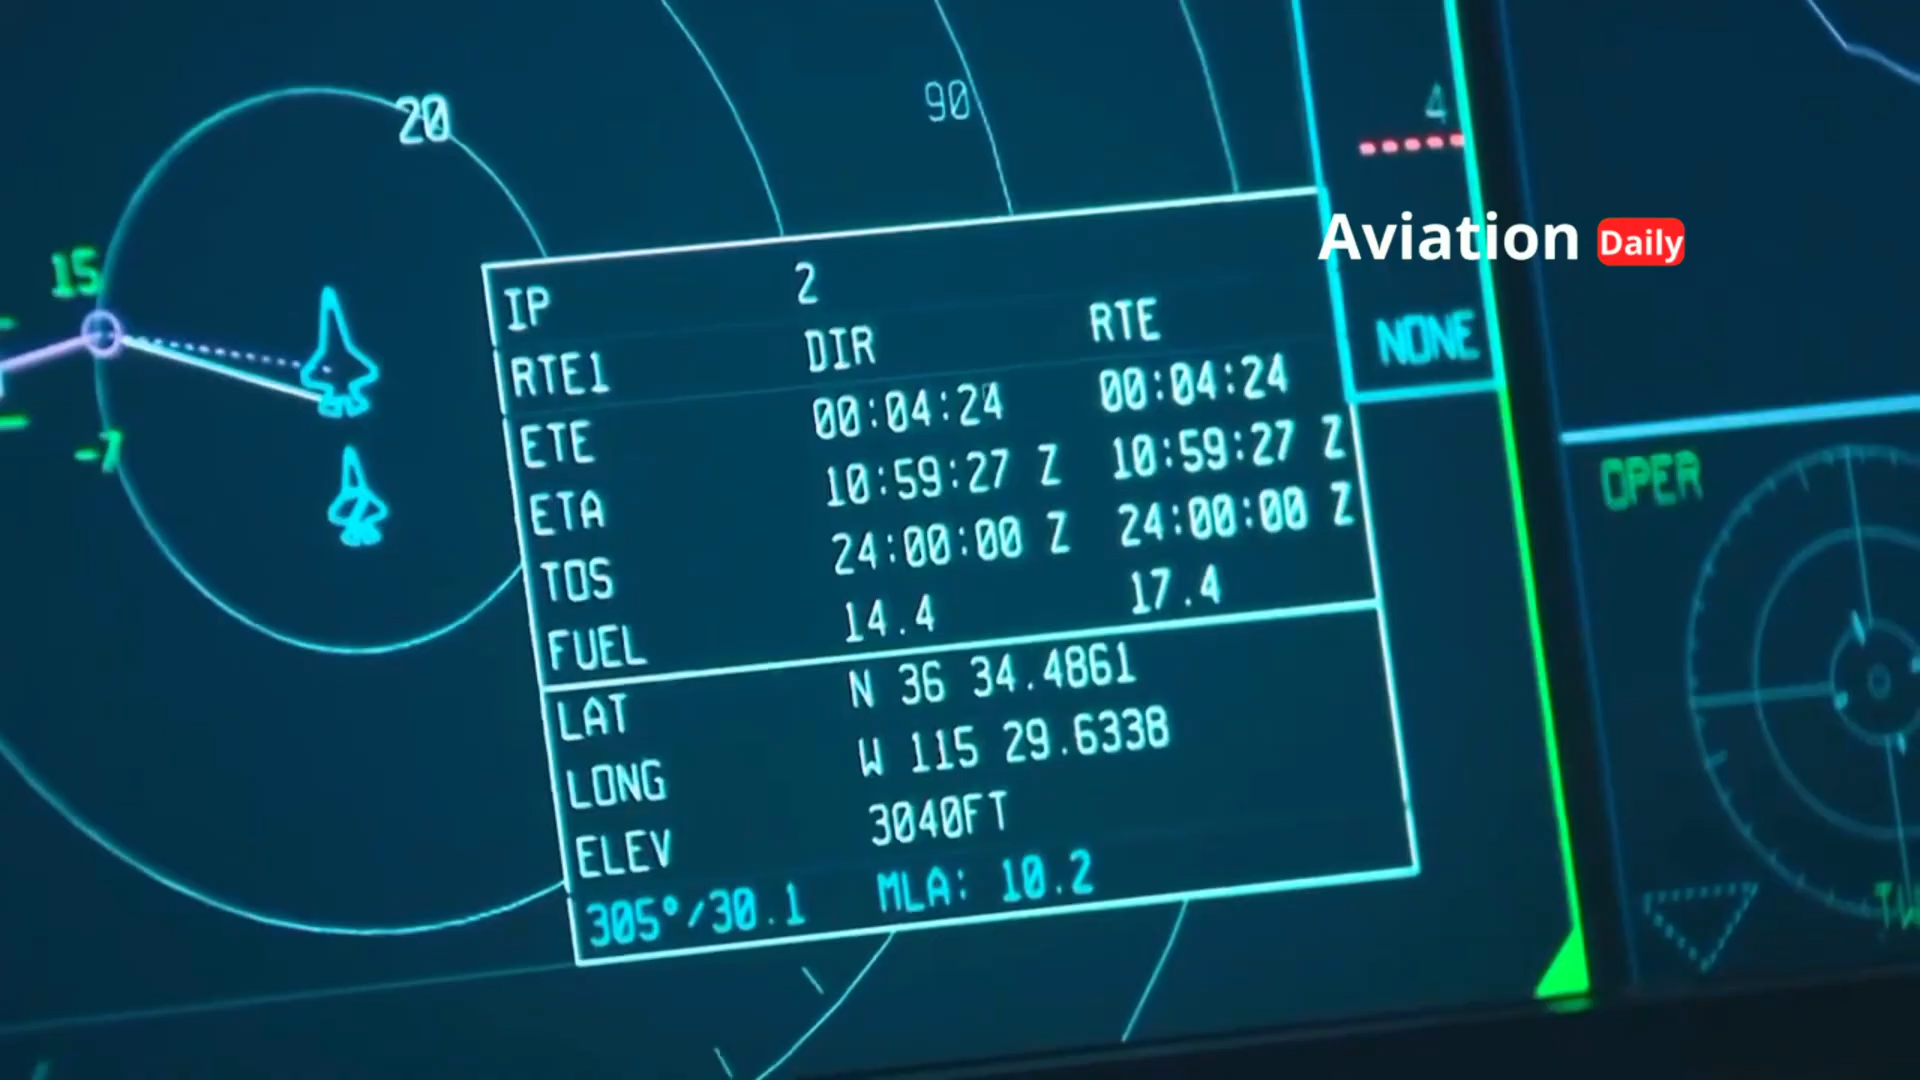 20
90
4
Aviation Daily
15
-7
IP 2
RTE1 DIR RTE
ETE 00:04:24 00:04:24
ETA 10:59:27 Z 10:59:27 Z
TOS 24:00:00 Z 24:00:00 Z
FUEL 14.4 17.4
LAT N 36 34.4861
LONG W 115 29.6338
ELEV 3040FT
305°/30.1 MLA: 10.2
NONE
OPER